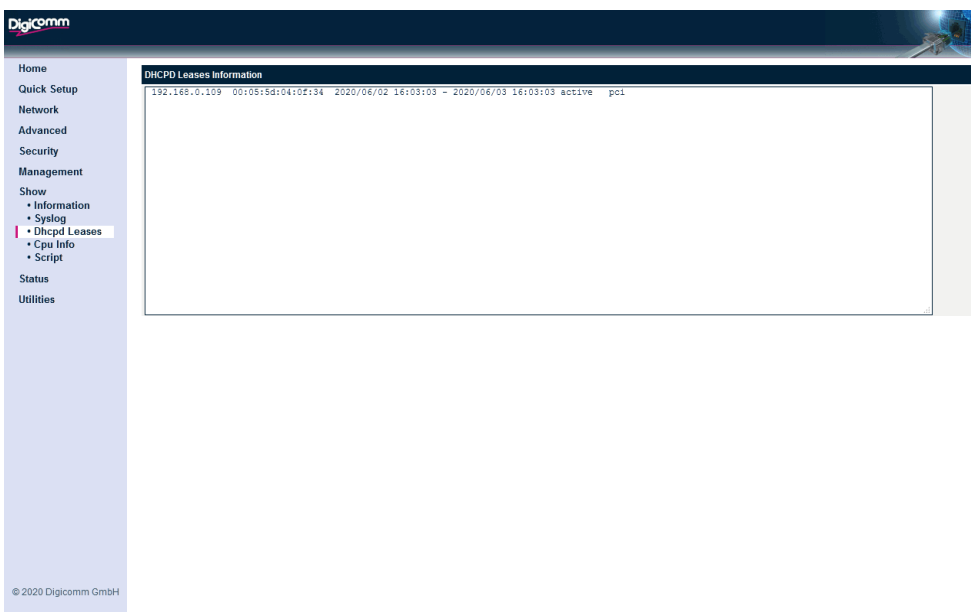 DigiComm
Home
Quick Setup
Network
Advanced
Security
Management
Show
• Information
• Syslog
• Dhcpd Leases
• Cpu Info
• Script
Status
Utilities
DHCPD Leases Information
192.168.0.109 00:05:5d:04:0f:34 2020/06/02 16:03:03 - 2020/06/03 16:03:03 active pci
© 2020 Digicomm GmbH